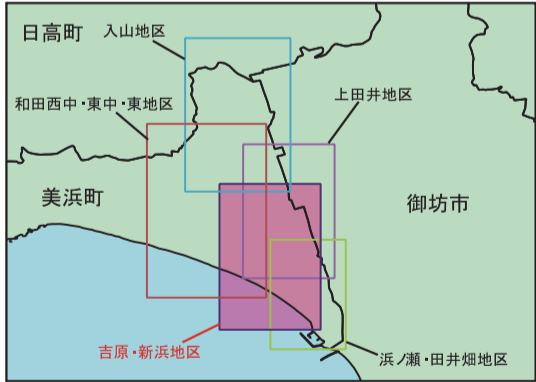 日高町
入山地区
和田西中・東中・東地区
上田井地区
美浜町
御坊市
吉原・新浜地区
浜ノ瀬・田井畑地区